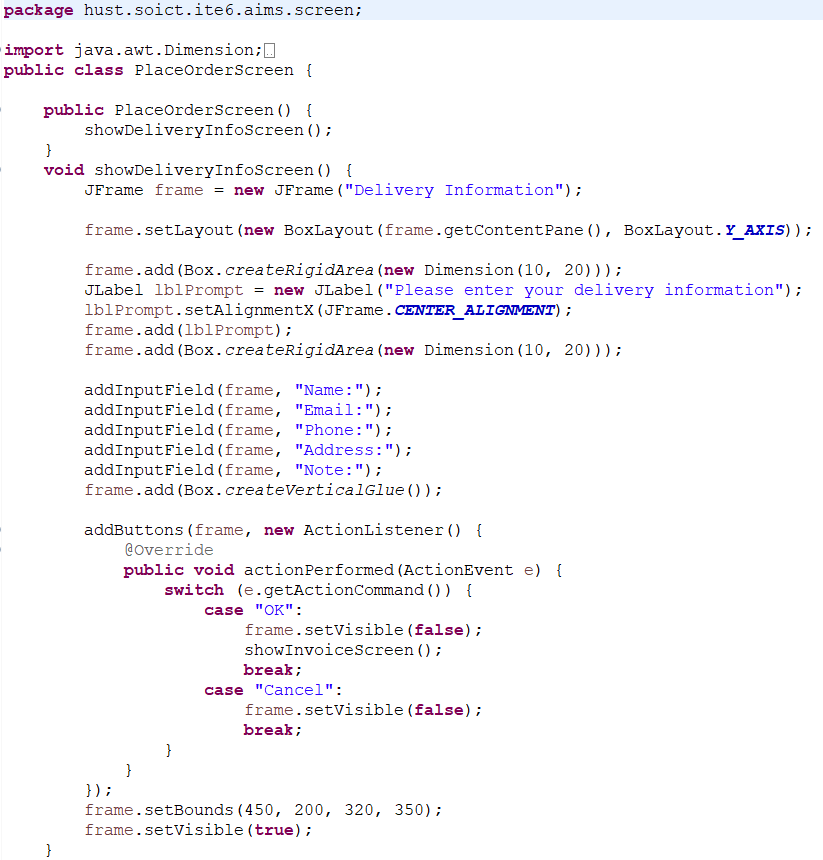 package hust.soict.ite6.aims.screen;
import java.awt.Dimension;
public class PlaceOrderScreen {
    public PlaceOrderScreen() {
        showDeliveryInfoScreen();
    }
    void showDeliveryInfoScreen() {
        JFrame frame = new JFrame("Delivery Information");
        frame.setLayout(new BoxLayout(frame.getContentPane(), BoxLayout.Y_AXIS));
        frame.add(Box.createRigidArea(new Dimension(10, 20)));
        JLabel lblPrompt = new JLabel("Please enter your delivery information");
        lblPrompt.setAlignmentX(JFrame.CENTER_ALIGNMENT);
        frame.add(lblPrompt);
        frame.add(Box.createRigidArea(new Dimension(10, 20)));
        addInputField(frame, "Name:");
        addInputField(frame, "Email:");
        addInputField(frame, "Phone:");
        addInputField(frame, "Address:");
        addInputField(frame, "Note:");
        frame.add(Box.createVerticalGlue());
        addButtons(frame, new ActionListener() {
            @Override
            public void actionPerformed(ActionEvent e) {
                switch (e.getActionCommand()) {
                    case "OK":
                        frame.setVisible(false);
                        showInvoiceScreen();
                        break;
                    case "Cancel":
                        frame.setVisible(false);
                        break;
                }
            }
        });
        frame.setBounds(450, 200, 320, 350);
        frame.setVisible(true);
    }